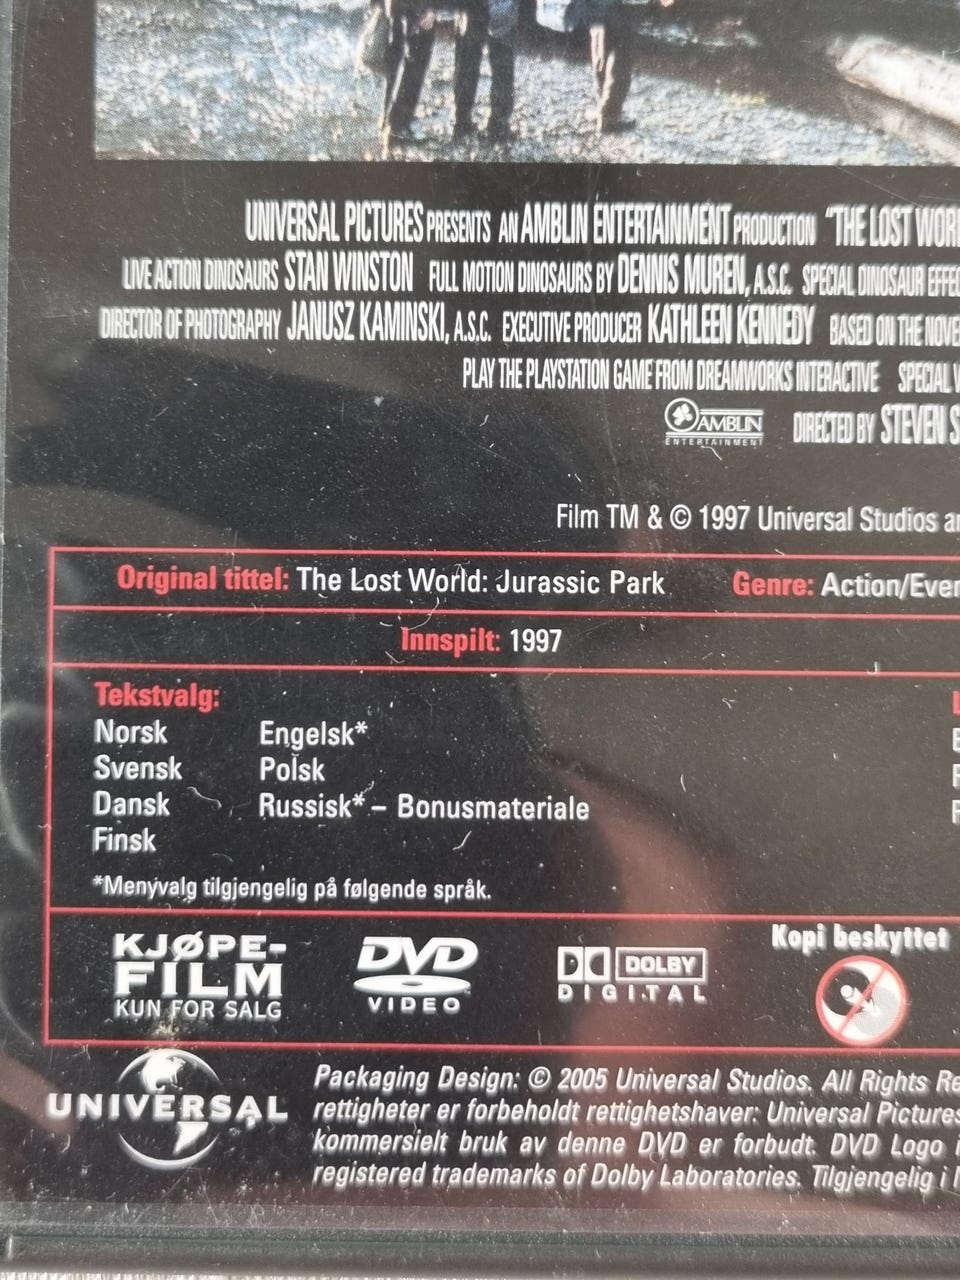 UNIVERSAL PICTURES PRESENTS AN AMBLIN ENTERTAINMENT PRODUCTION "THE LOST
LIVE ACTION DINOSAURS STAN WINSTON FULL MOTION DINOSAURS BY DENNIS MUREN, A.S.C. SPECIAL DINOSAUR
DIRECTOR OF PHOTOGRAPHY JANUSZ KAMINSKI, A.S.C. EXECUTIVE PRODUCER KATHLEEN KENNEDY BASED ON THE
PLAY THE PLAYSTATION GAME FROM DREAMWORKS INTERACTIVE SPECIAL
AMBLIN
ENTERTAINMENT
DIRECTED BY STEVEN
Film TM & © 1997 Universal Studios
Original tittel: The Lost World: Jurassic Park Genre: Action/
Innspilt: 1997
Tekstvalg:
Norsk Engelsk*
Svensk Polsk
Dansk Russisk* – Bonusmateriale
Finsk
*Menyvalg tilgjengelig på følgende språk.
KJØPE-
FILM
KUN FOR SALG
DVD
VIDEO
DOLBY
DIGITAL
Kopi beskyttet
UNIVERSAL
Packaging Design: © 2005 Universal Studios. All Rights
rettigheter er forbeholdt rettighetshaver: Universal Pictures
kommersielt bruk av denne DVD er forbudt. DVD Logo
registered trademarks of Dolby Laboratories. Tilgjengelig i